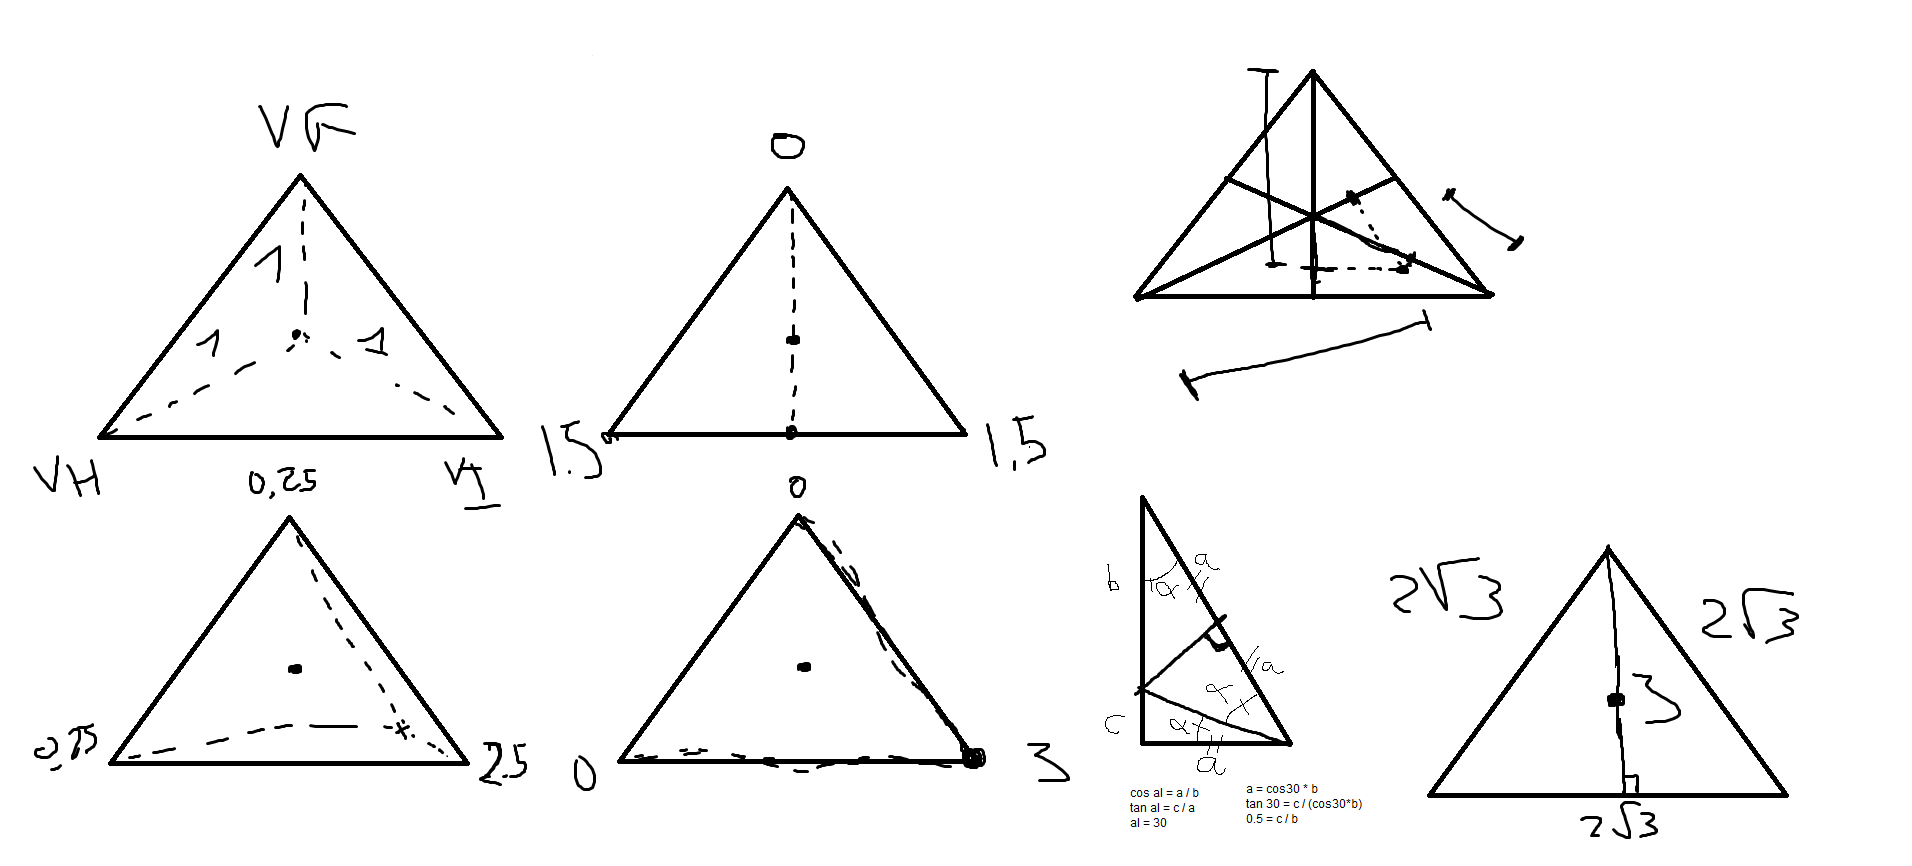 VF
1
1
1
VH
VI
0
1.5
1,5
0,25
0,25
2.5
0
0
3
b
a
α
a
α
c
α
a
cos al = a / b
tan al = c / a
al = 30
a = cos30 * b
tan 30 = c / (cos30*b)
0.5 = c / b
2√3
2√3
3
2√3